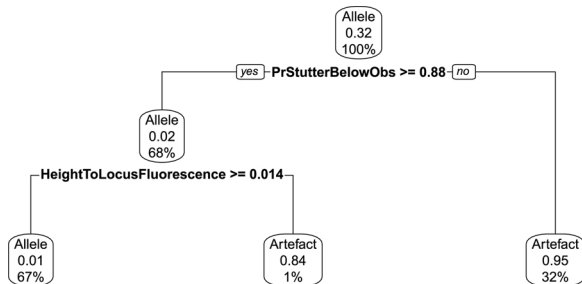 Allele
0.32
100%
yes PrStutterBelowObs >= 0.88 no
Allele
0.02
68%
HeightToLocusFluorescence >= 0.014
Allele
0.01
67%
Artefact
0.84
1%
Artefact
0.95
32%